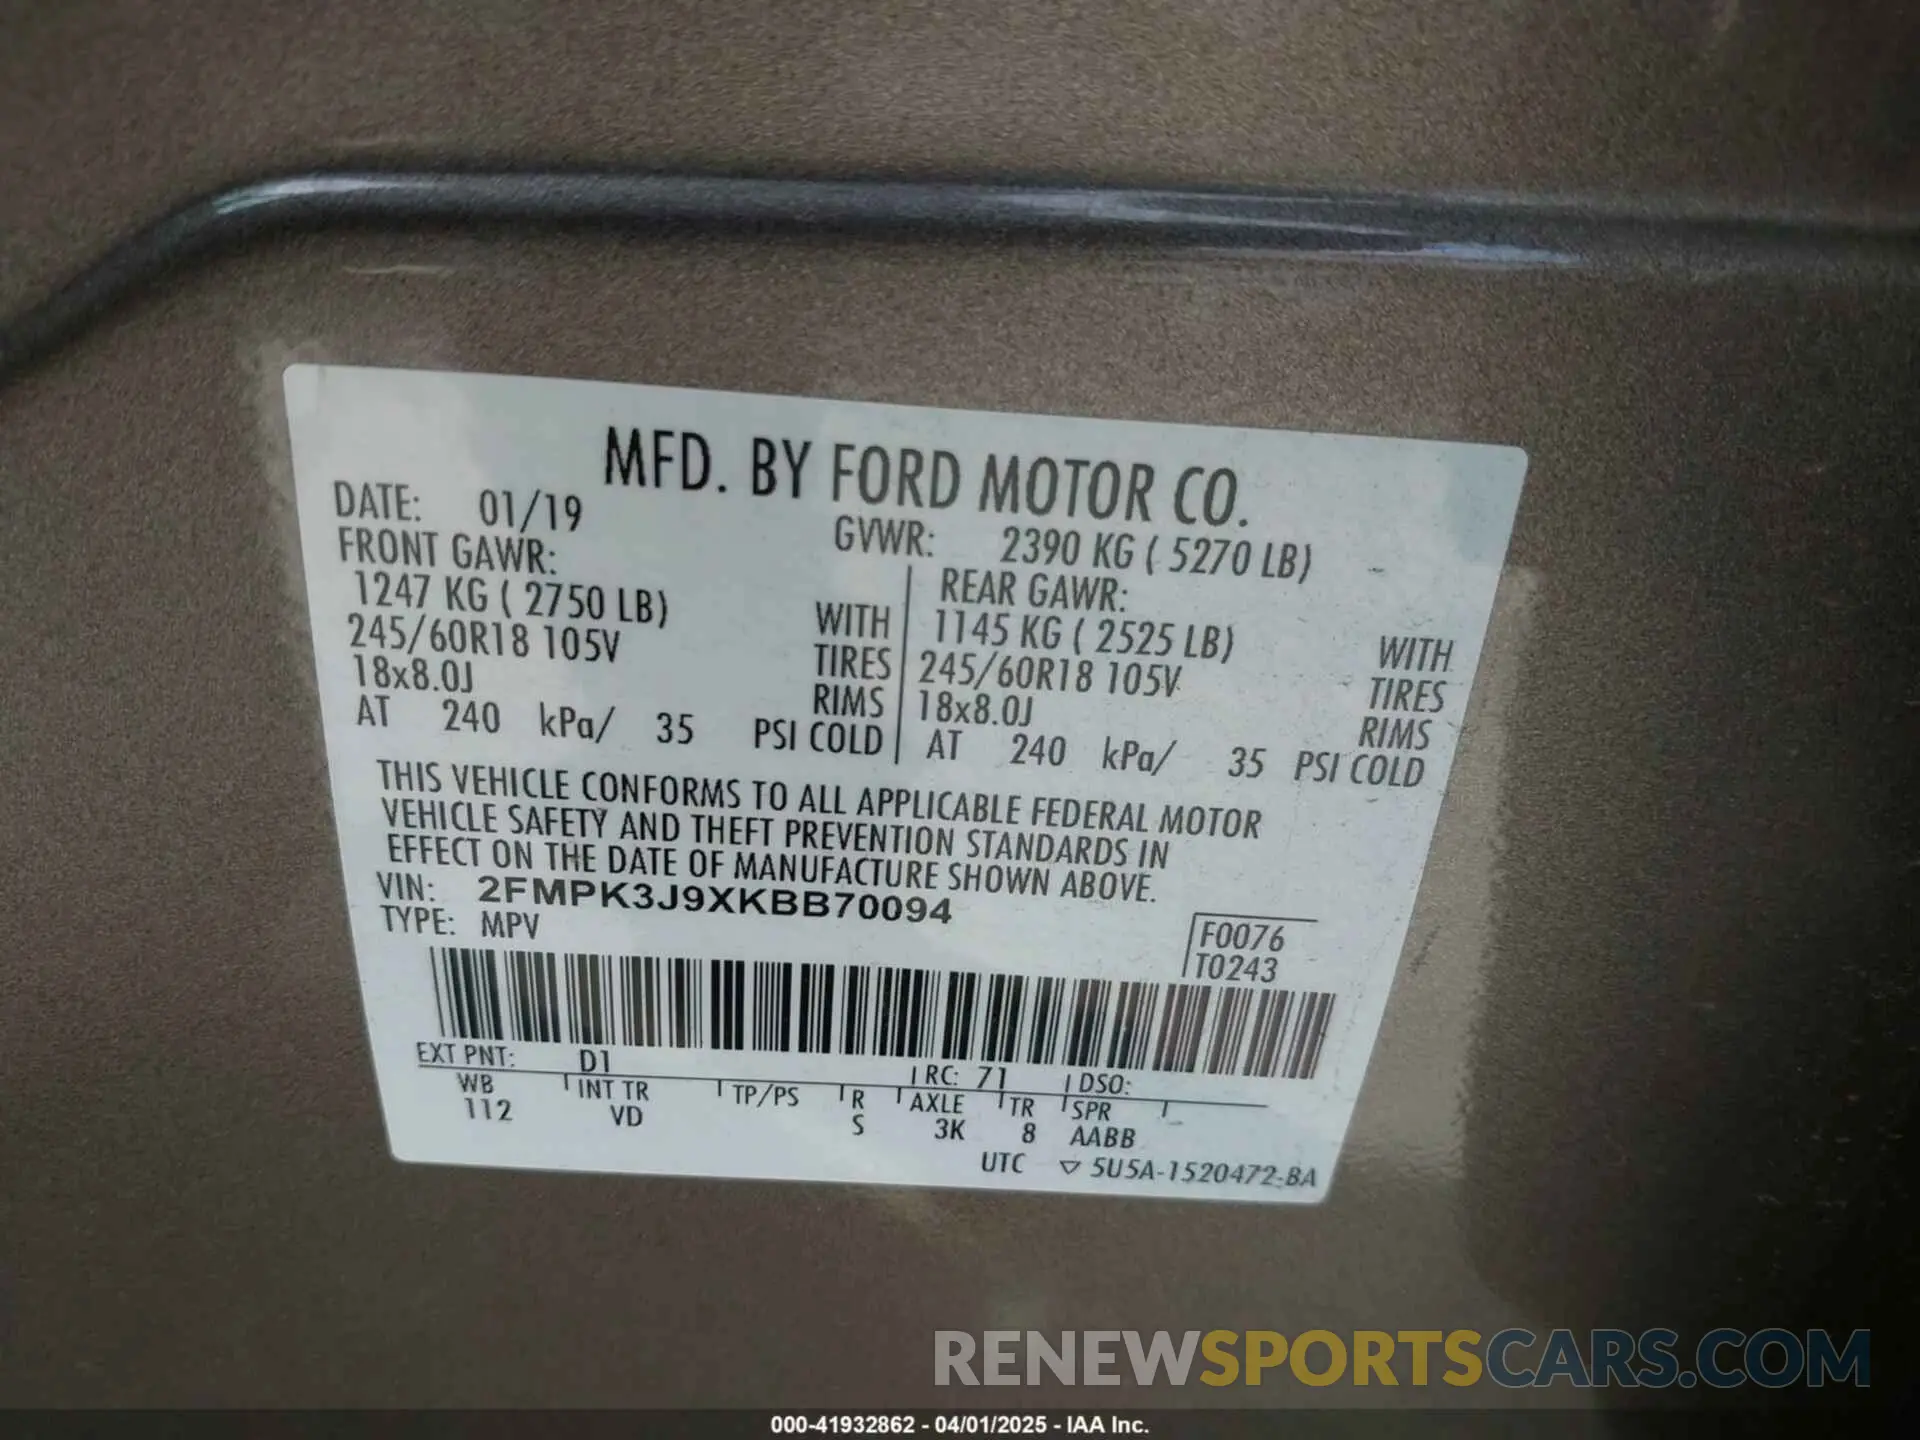 MFD. BY FORD MOTOR CO.
DATE: 01/19
GVWR: 2390 KG ( 5270 LB)
FRONT GAWR:
1247 KG ( 2750 LB) WITH
245/60R18 105V TIRES
18x8.0J RIMS
AT 240 kPa/ 35 PSI COLD
REAR GAWR:
1145 KG ( 2525 LB) WITH
245/60R18 105V TIRES
18x8.0J RIMS
AT 240 kPa/ 35 PSI COLD
THIS VEHICLE CONFORMS TO ALL APPLICABLE FEDERAL MOTOR
VEHICLE SAFETY AND THEFT PREVENTION STANDARDS IN
EFFECT ON THE DATE OF MANUFACTURE SHOWN ABOVE.
VIN: 2FMPK3J9XKBB70094
TYPE: MPV
F0076
T0243
EXT PNT: D1 RC: 71 DSO:
WB INT TR TP/PS R AXLE TR SPR
112 VD S 3K 8 AABB
UTC ▽ 5U5A-1520472-BA
RENEWSPORTSCARS.COM
000-41932862 - 04/01/2025 - IAA Inc.